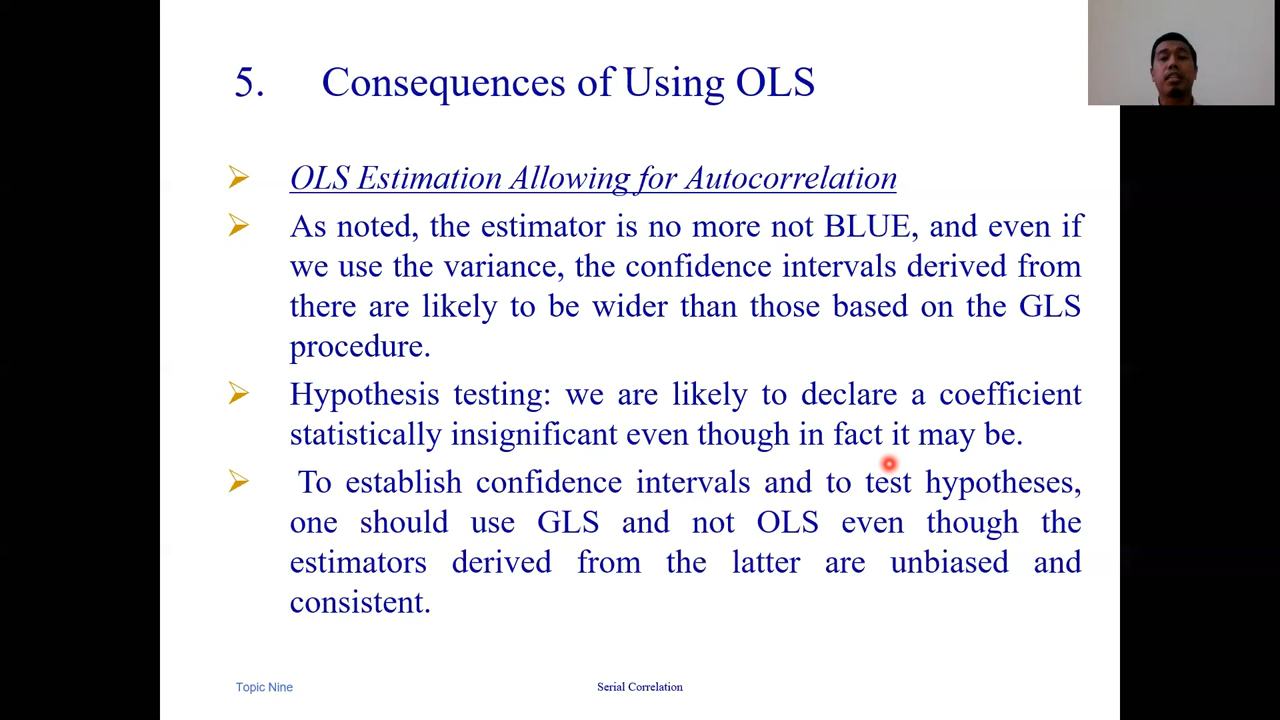 5. Consequences of Using OLS
OLS Estimation Allowing for Autocorrelation
As noted, the estimator is no more not BLUE, and even if
we use the variance, the confidence intervals derived from
there are likely to be wider than those based on the GLS
procedure.
Hypothesis testing: we are likely to declare a coefficient
statistically insignificant even though in fact it may be.
To establish confidence intervals and to test hypotheses,
one should use GLS and not OLS even though the
estimators derived from the latter are unbiased and
consistent.
Topic Nine
Serial Correlation